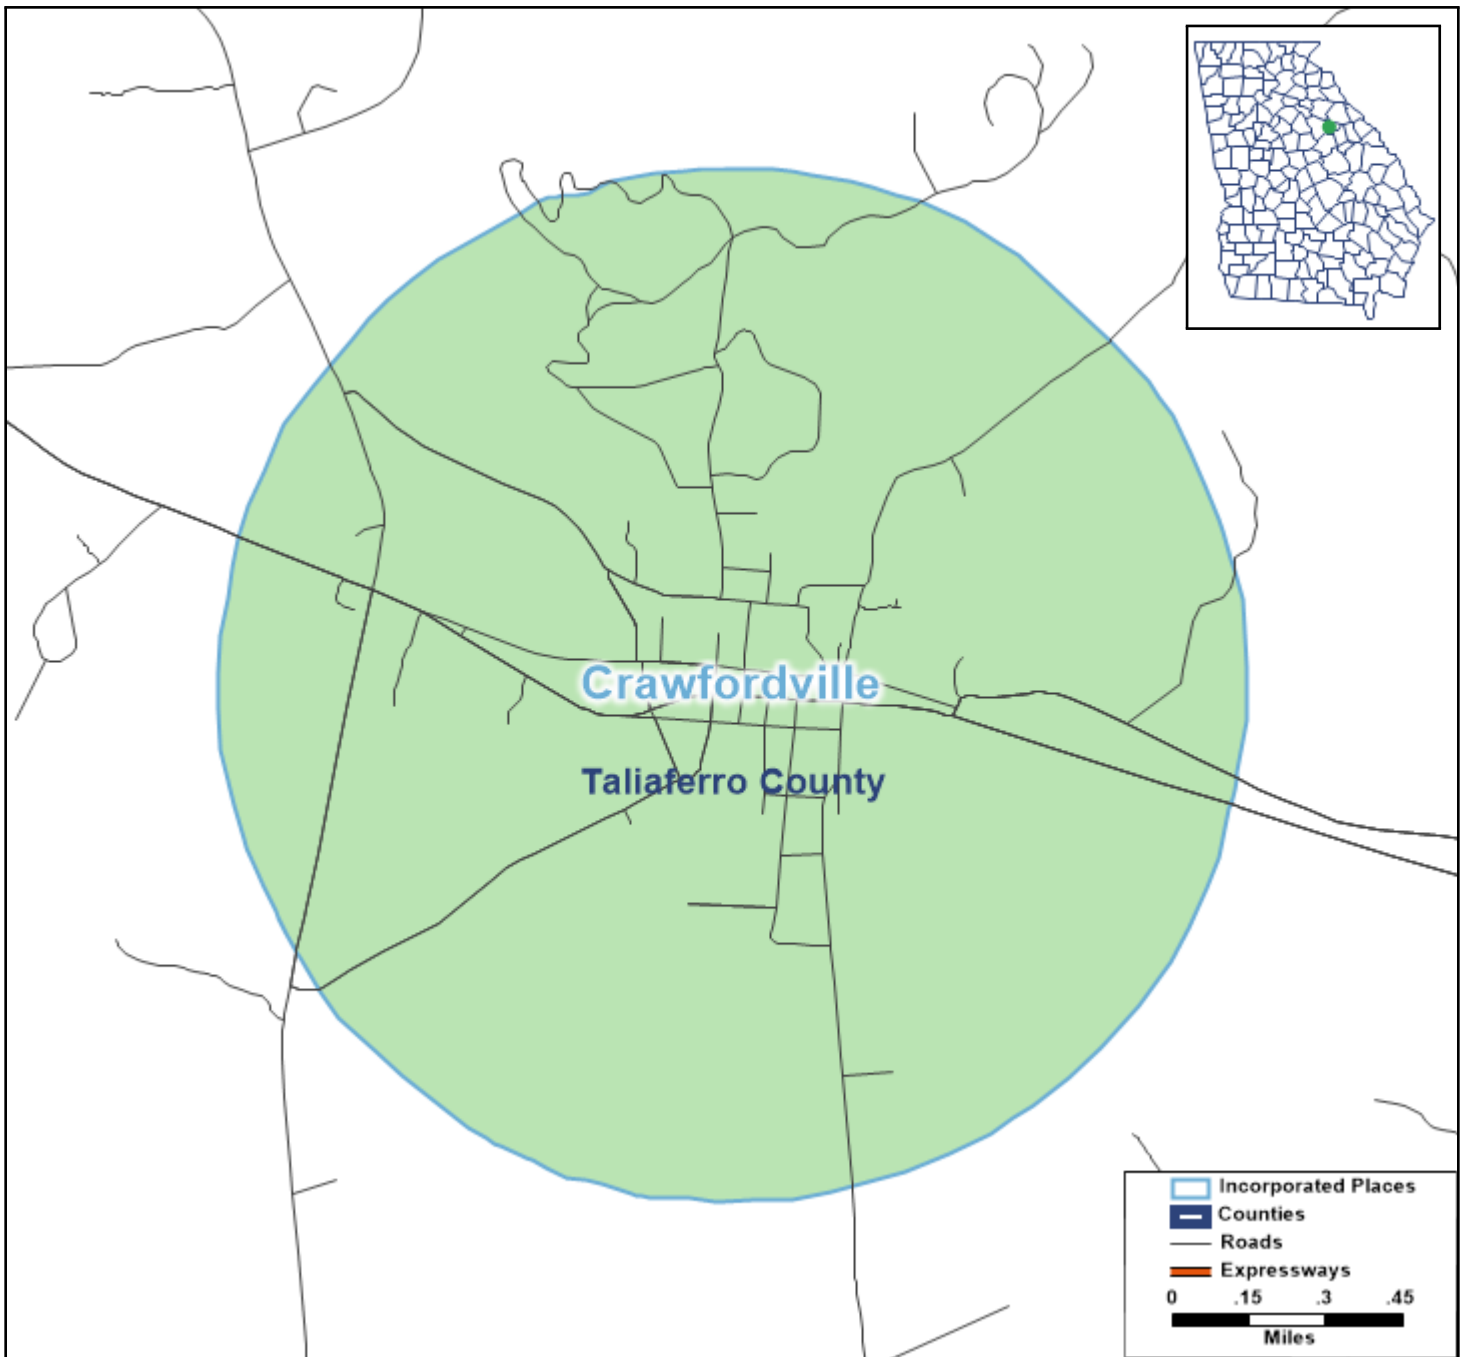 Crawfordville
Taliaferro County
Incorporated Places
Counties
Roads
Expressways
0 .15 .3 .45
Miles